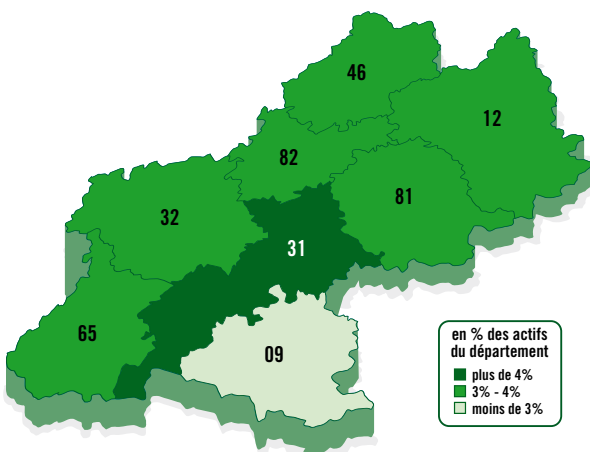 46
12
82
81
32
31
65
09
en % des actifs
du département
plus de 4%
3% - 4%
moins de 3%